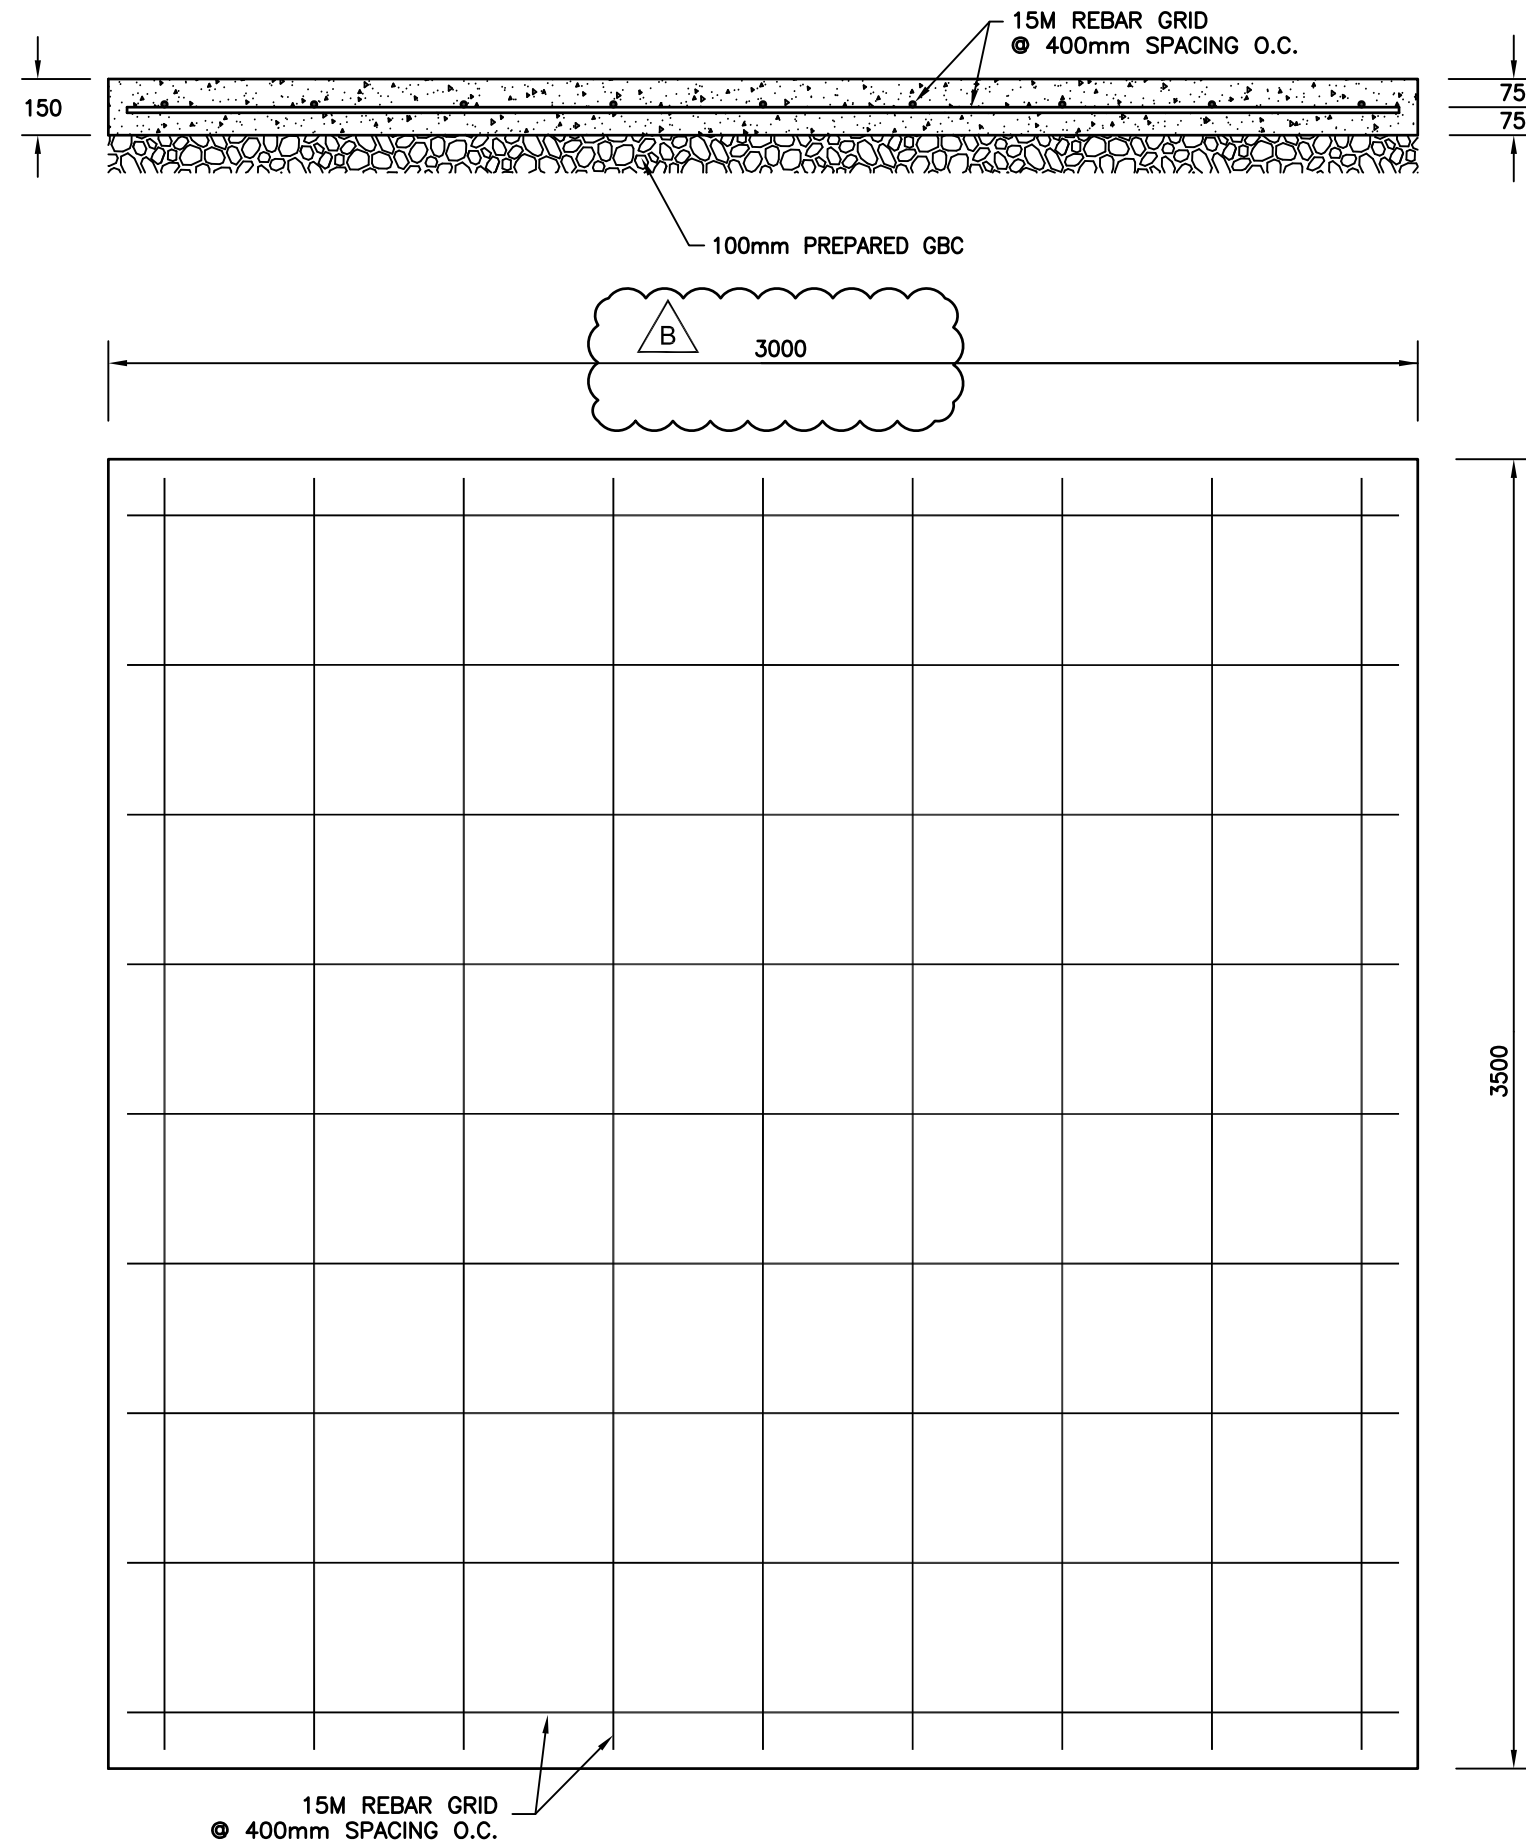 15M REBAR GRID
@ 400mm SPACING O.C.
150
75
75
100mm PREPARED GBC
B
3000
3500
15M REBAR GRID
@ 400mm SPACING O.C.